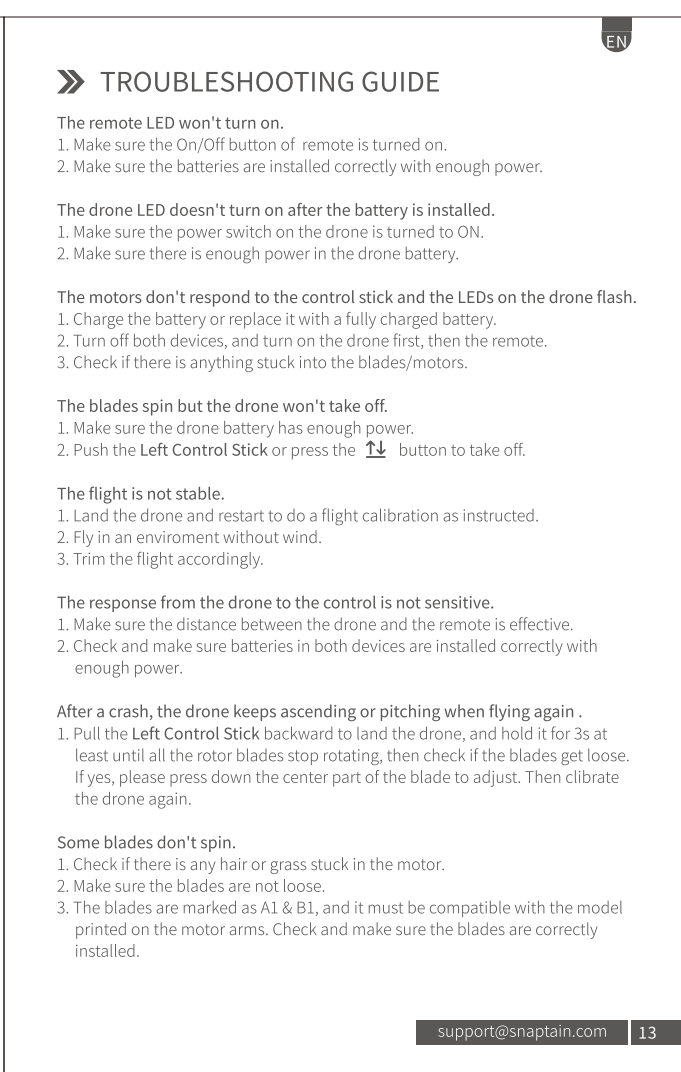 EN
TROUBLESHOOTING GUIDE
The remote LED won't turn on.
1. Make sure the On/Off button of remote is turned on.
2. Make sure the batteries are installed correctly with enough power.
The drone LED doesn't turn on after the battery is installed.
1. Make sure the power switch on the drone is turned to ON.
2. Make sure there is enough power in the drone battery.
The motors don't respond to the control stick and the LEDs on the drone flash.
1. Charge the battery or replace it with a fully charged battery.
2. Turn off both devices, and turn on the drone first, then the remote.
3. Check if there is anything stuck into the blades/motors.
The blades spin but the drone won't take off.
1. Make sure the drone battery has enough power.
2. Push the Left Control Stick or press the button to take off.
The flight is not stable.
1. Land the drone and restart to do a flight calibration as instructed.
2. Fly in an enviroment without wind.
3. Trim the flight accordingly.
The response from the drone to the control is not sensitive.
1. Make sure the distance between the drone and the remote is effective.
2. Check and make sure batteries in both devices are installed correctly with
enough power.
After a crash, the drone keeps ascending or pitching when flying again .
1. Pull the Left Control Stick backward to land the drone, and hold it for 3s at
least until all the rotor blades stop rotating, then check if the blades get loose.
If yes, please press down the center part of the blade to adjust. Then clibrate
the drone again.
Some blades don't spin.
1. Check if there is any hair or grass stuck in the motor.
2. Make sure the blades are not loose.
3. The blades are marked as A1 & B1, and it must be compatible with the model
printed on the motor arms. Check and make sure the blades are correctly
installed.
support@snaptain.com 13